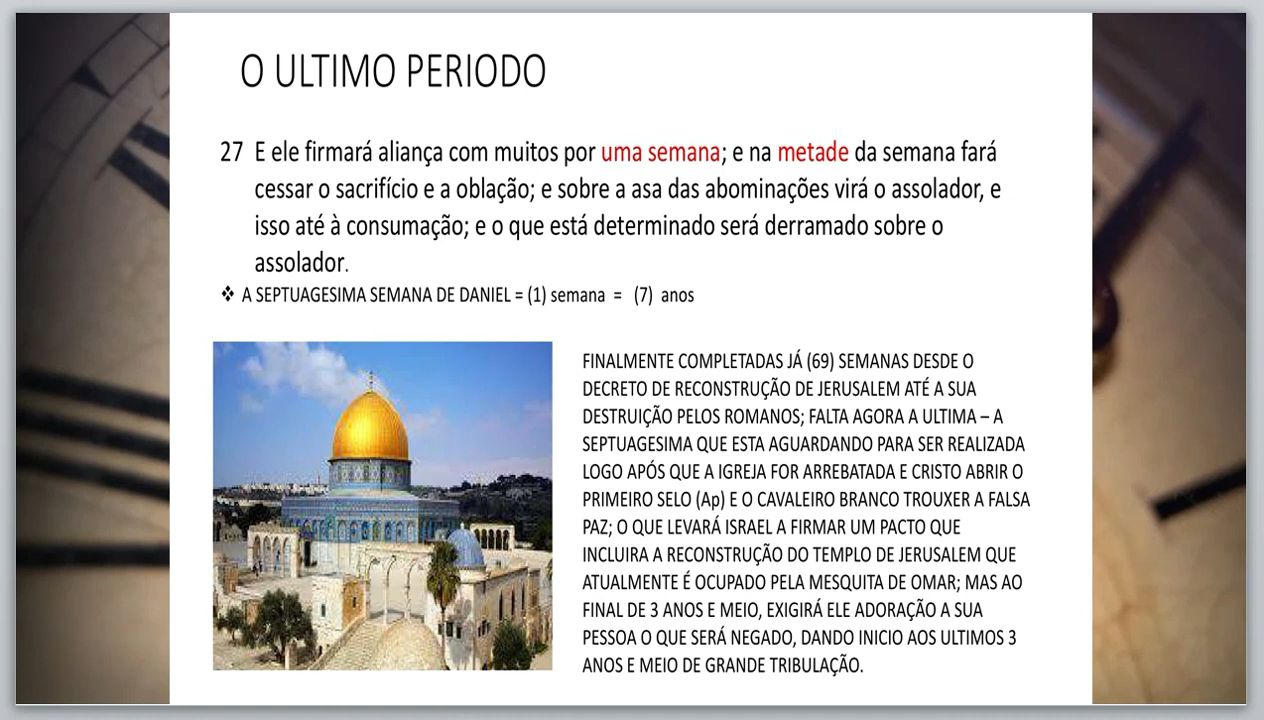 O ULTIMO PERIODO
27 E ele firmará aliança com muitos por uma semana; e na metade da semana fará
cessar o sacrifício e a oblação; e sobre a asa das abominações virá o assolador, e
isso até à consumação; e o que está determinado será derramado sobre o
assolador.
❖ A SEPTUAGESIMA SEMANA DE DANIEL = (1) semana = (7) anos
FINALMENTE COMPLETADAS JÁ (69) SEMANAS DESDE O
DECRETO DE RECONSTRUÇÃO DE JERUSALEM ATÉ A SUA
DESTRUIÇÃO PELOS ROMANOS; FALTA AGORA A ULTIMA – A
SEPTUAGESIMA QUE ESTA AGUARDANDO PARA SER REALIZADA
LOGO APÓS QUE A IGREJA FOR ARREBATADA E CRISTO ABRIR O
PRIMEIRO SELO (Ap) E O CAVALEIRO BRANCO TROUXER A FALSA
PAZ; O QUE LEVARÁ ISRAEL A FIRMAR UM PACTO QUE
INCLUIRA A RECONSTRUÇÃO DO TEMPLO DE JERUSALEM QUE
ATUALMENTE É OCUPADO PELA MESQUITA DE OMAR; MAS AO
FINAL DE 3 ANOS E MEIO, EXIGIRÁ ELE ADORAÇÃO A SUA
PESSOA O QUE SERÁ NEGADO, DANDO INICIO AOS ULTIMOS 3
ANOS E MEIO DE GRANDE TRIBULAÇÃO.